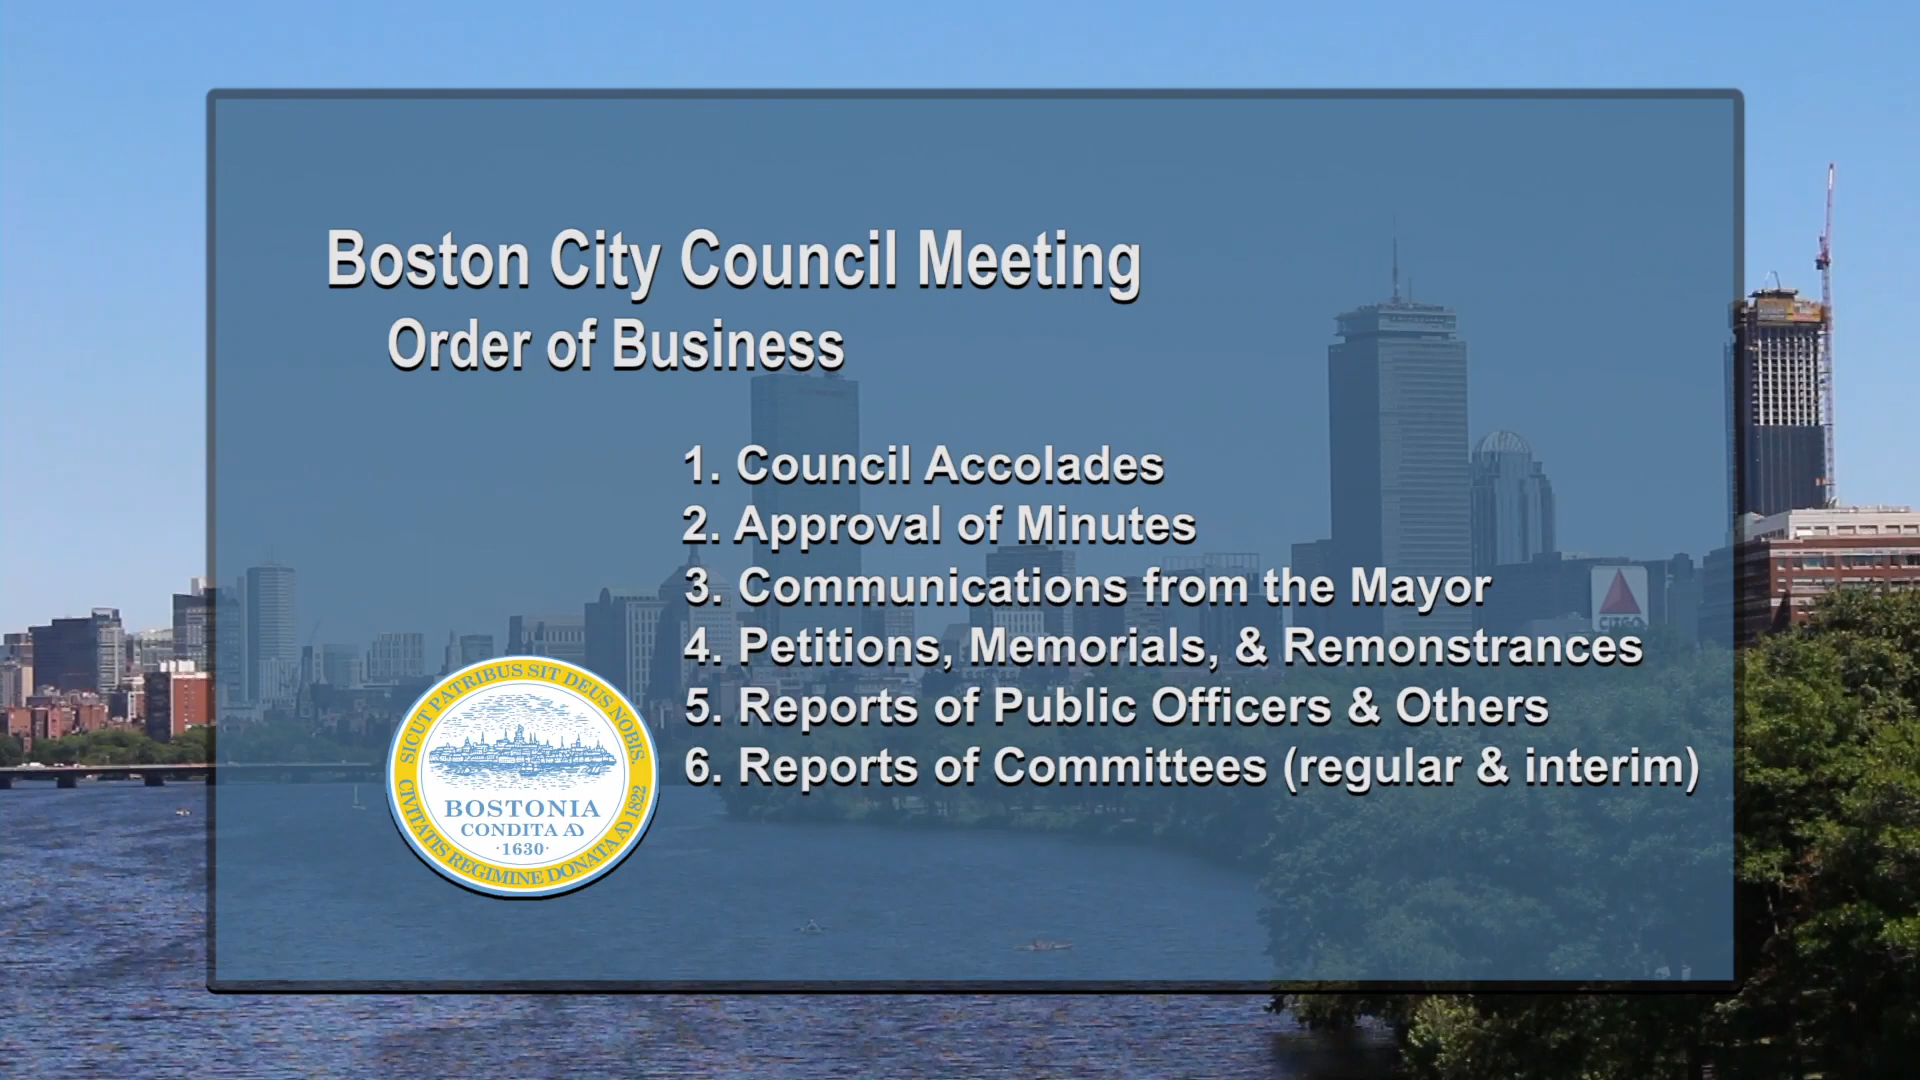 Boston City Council Meeting
Order of Business
1. Council Accolades
2. Approval of Minutes
3. Communications from the Mayor
4. Petitions, Memorials, & Remonstrances
5. Reports of Public Officers & Others
6. Reports of Committees (regular & interim)
CITGO
SICUT PATRIBUS SIT DEUS NOBIS.
CIVITATIS REGIMINE DONATA AD 1822
BOSTONIA
CONDITA AD
·1630·